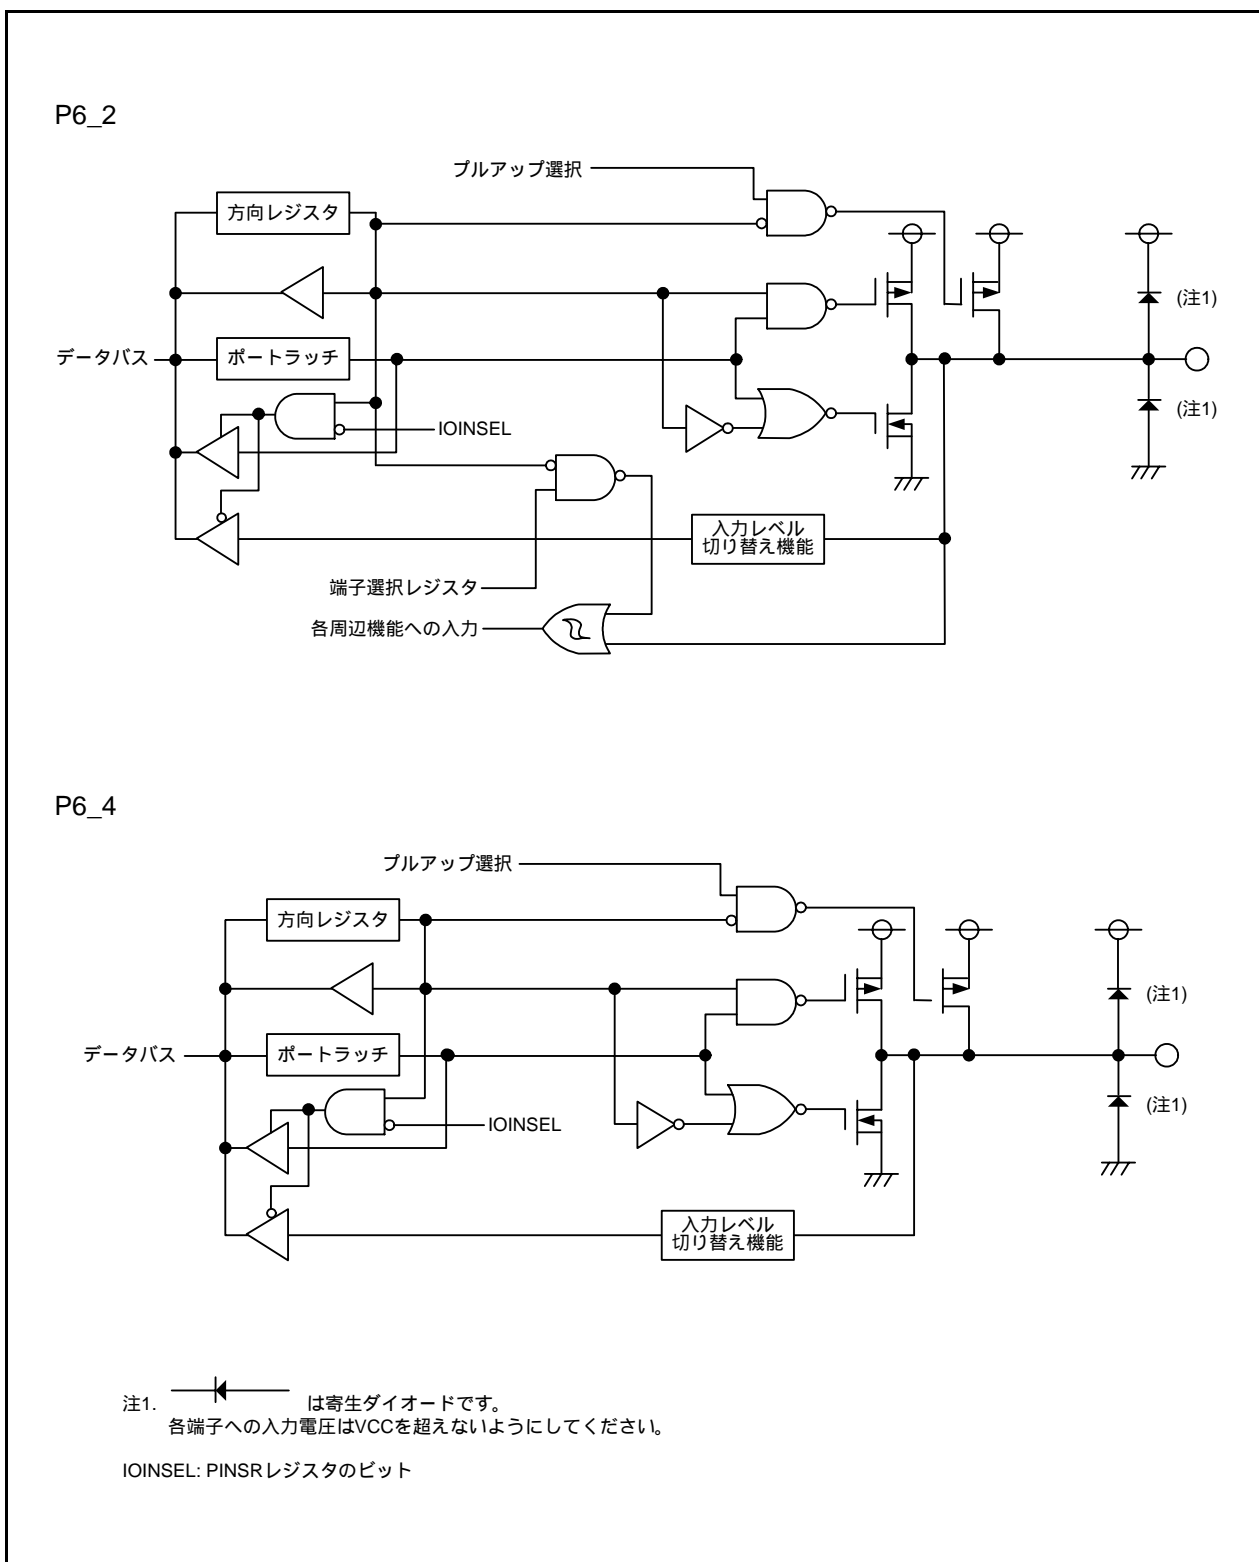 P6_2
プルアップ選択
方向レジスタ
(注1)
データバス
ポートラッチ
(注1)
IOINSEL
入力レベル
切り替え機能
端子選択レジスタ
各周辺機能への入力
P6_4
プルアップ選択
方向レジスタ
(注1)
データバス
ポートラッチ
(注1)
IOINSEL
入力レベル
切り替え機能
注1. は寄生ダイオードです。
各端子への入力電圧はVCCを超えないようにしてください。
IOINSEL: PINSRレジスタのビット